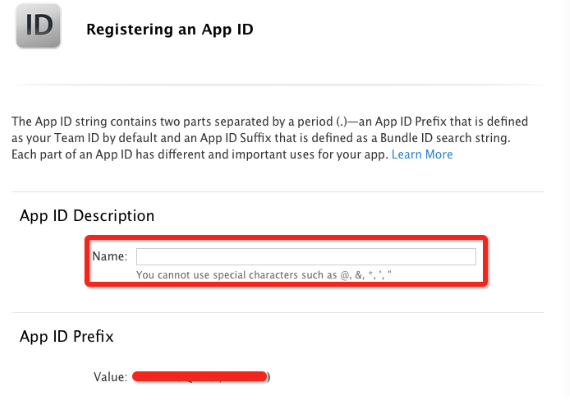 ID
Registering an App ID
The App ID string contains two parts separated by a period (.)—an App ID Prefix that is defined
as your Team ID by default and an App ID Suffix that is defined as a Bundle ID search string.
Each part of an App ID has different and important uses for your app. Learn More
App ID Description
Name:
You cannot use special characters such as @, &, *, ', "
App ID Prefix
Value: )